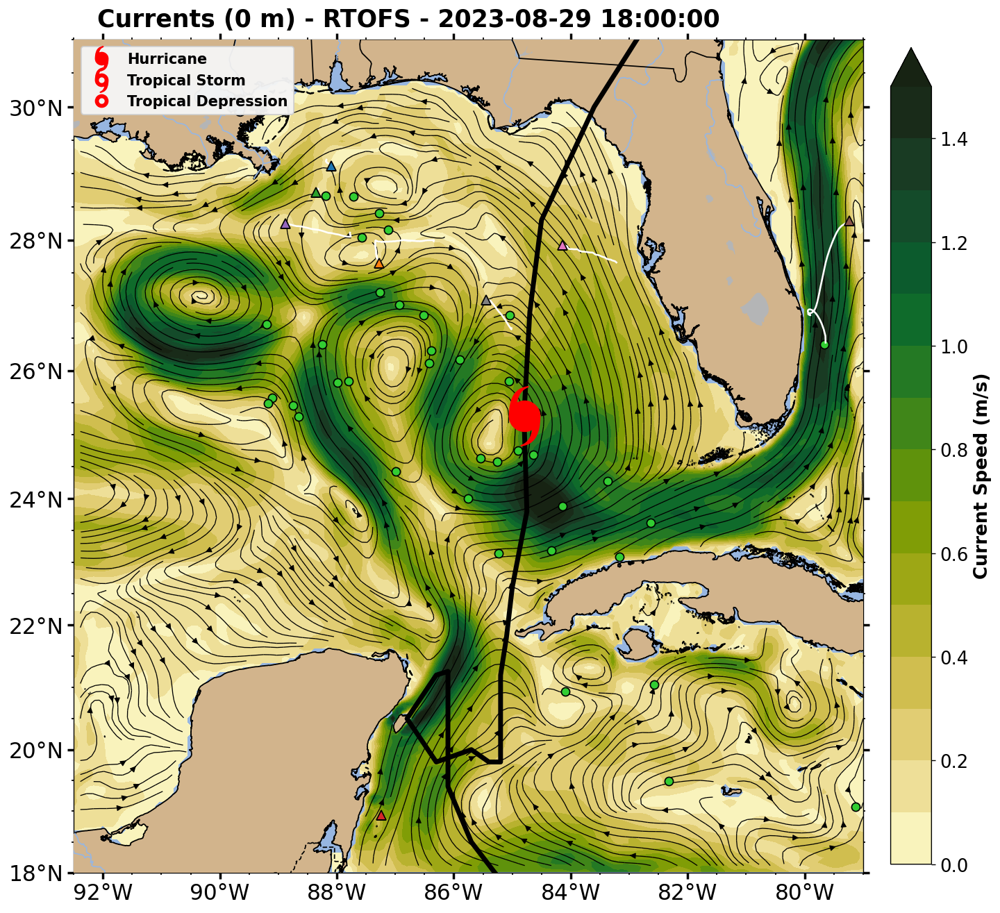 Currents (0 m) - RTOFS - 2023-08-29 18:00:00
Hurricane
Tropical Storm
Tropical Depression
30°N
28°N
26°N
24°N
22°N
20°N
18°N
92°W
90°W
88°W
86°W
84°W
82°W
80°W
1.4
1.2
1.0
0.8
0.6
0.4
0.2
0.0
Current Speed (m/s)